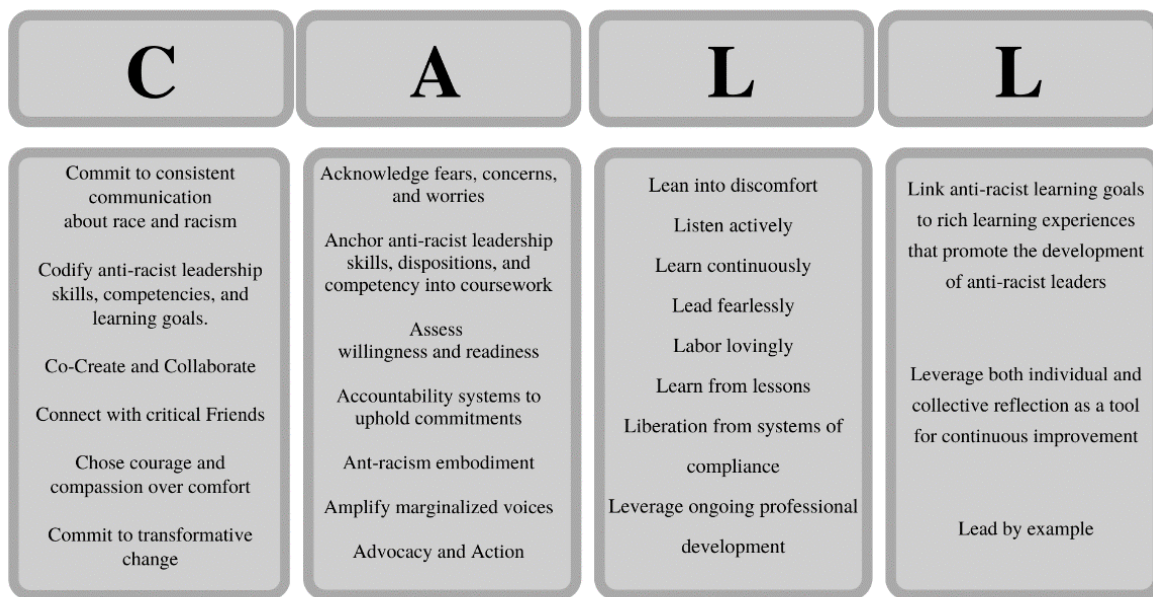 C
A
L
L
Commit to consistent
communication
about race and racism
Codify anti-racist leadership
skills, competencies, and
learning goals.
Co-Create and Collaborate
Connect with critical Friends
Chose courage and
compassion over comfort
Commit to transformative
change
Acknowledge fears, concerns,
and worries
Anchor anti-racist leadership
skills, dispositions, and
competency into coursework
Assess
willingness and readiness
Accountability systems to
uphold commitments
Ant-racism embodiment
Amplify marginalized voices
Advocacy and Action
Lean into discomfort
Listen actively
Learn continuously
Lead fearlessly
Labor lovingly
Learn from lessons
Liberation from systems of
compliance
Leverage ongoing professional
development
Link anti-racist learning goals
to rich learning experiences
that promote the development
of anti-racist leaders
Leverage both individual and
collective reflection as a tool
for continuous improvement
Lead by example